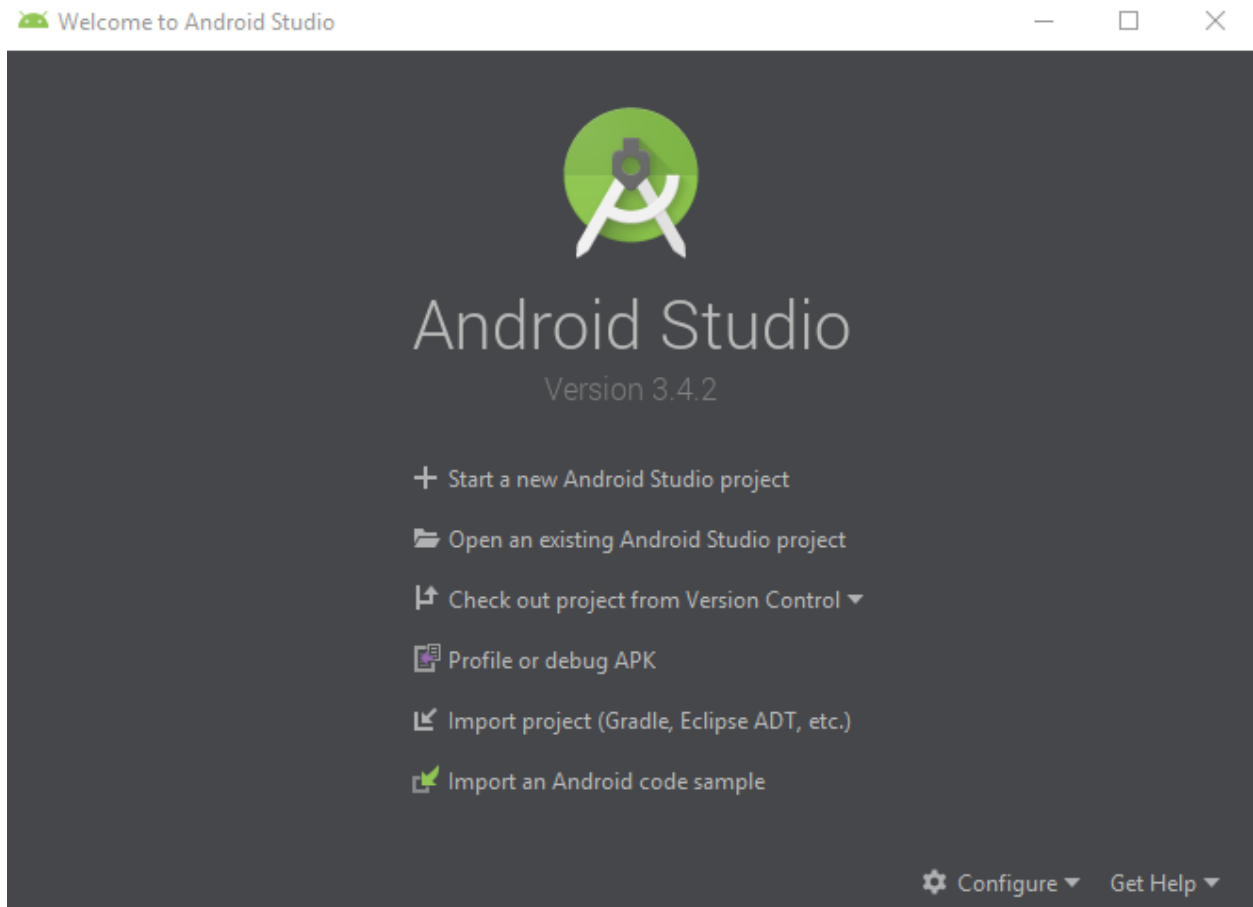 Welcome to Android Studio
Android Studio
Version 3.4.2
Start a new Android Studio project
Open an existing Android Studio project
Check out project from Version Control
Profile or debug APK
Import project (Gradle, Eclipse ADT, etc.)
Import an Android code sample
Configure Get Help